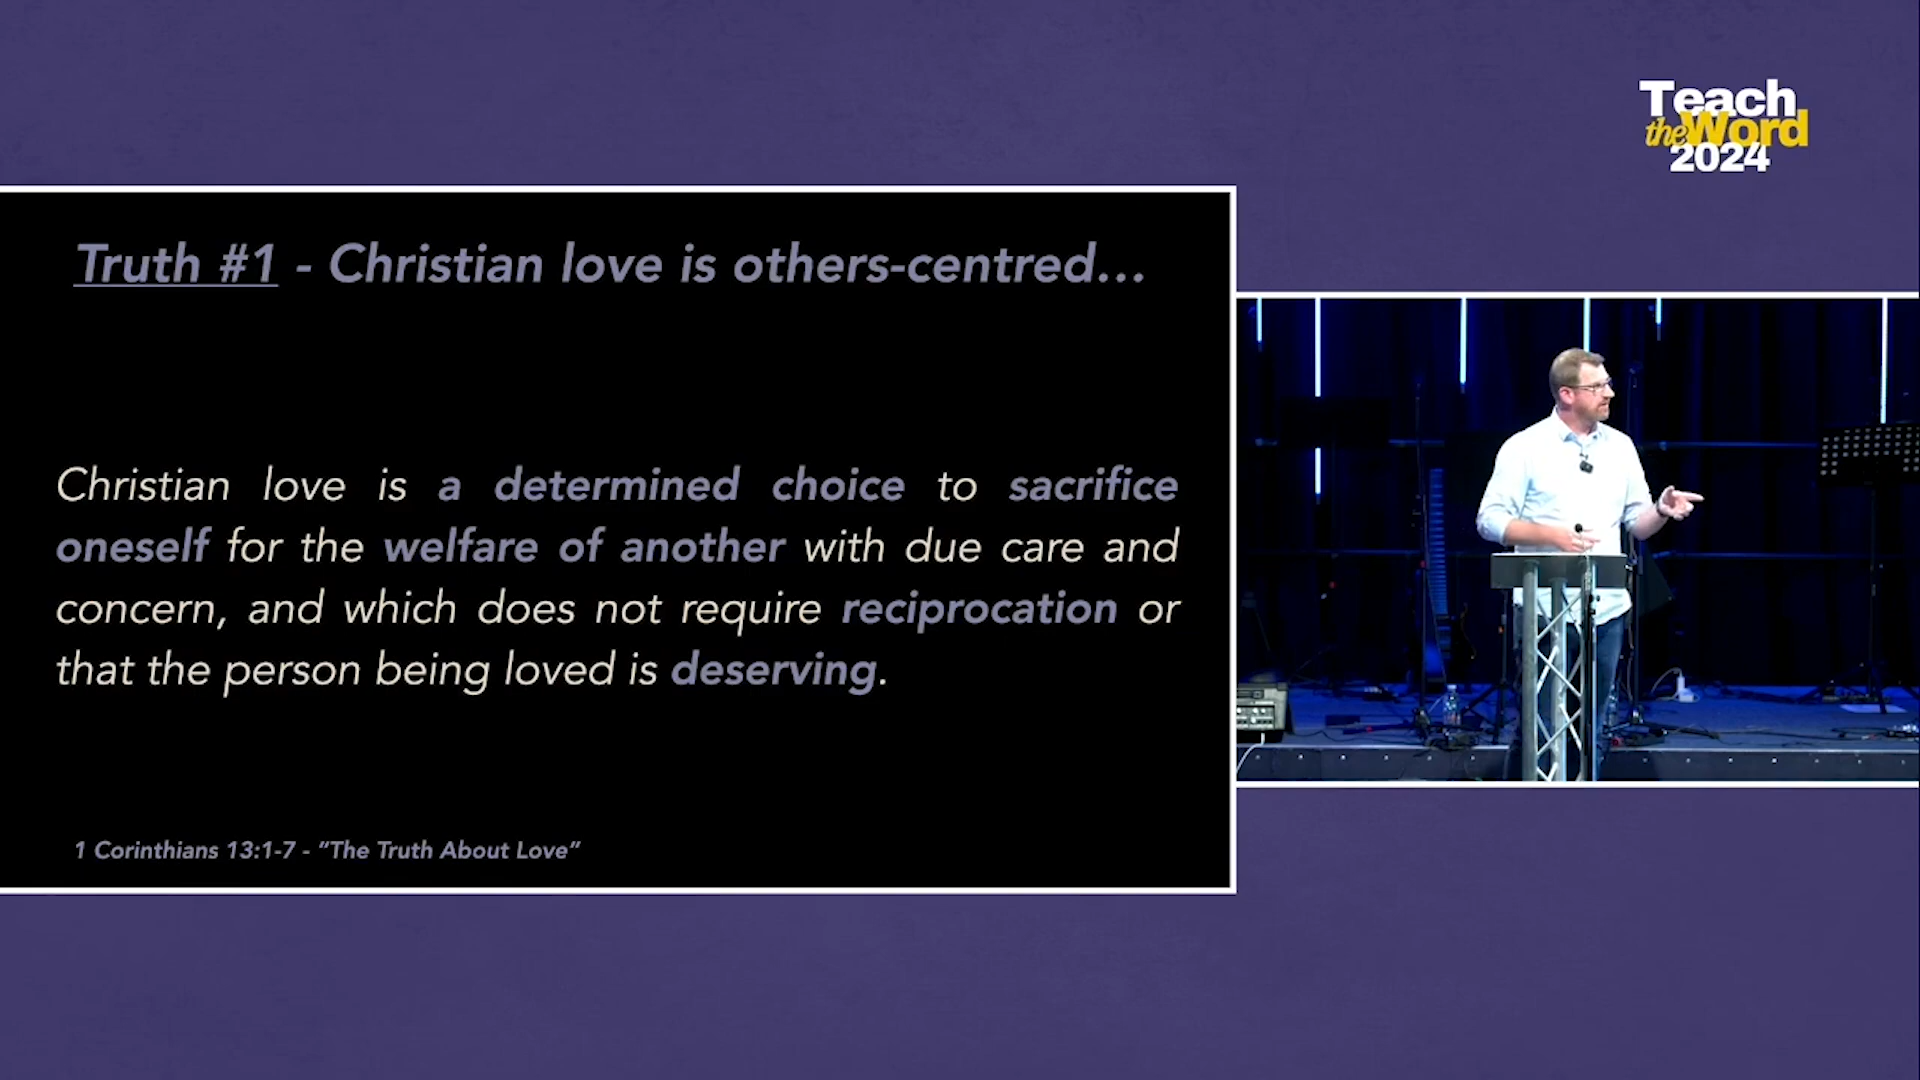 Teach
the Word
2024
Truth #1 - Christian love is others-centred...
Christian love is a determined choice to sacrifice
oneself for the welfare of another with due care and
concern, and which does not require reciprocation or
that the person being loved is deserving.
1 Corinthians 13:1-7 - “The Truth About Love”